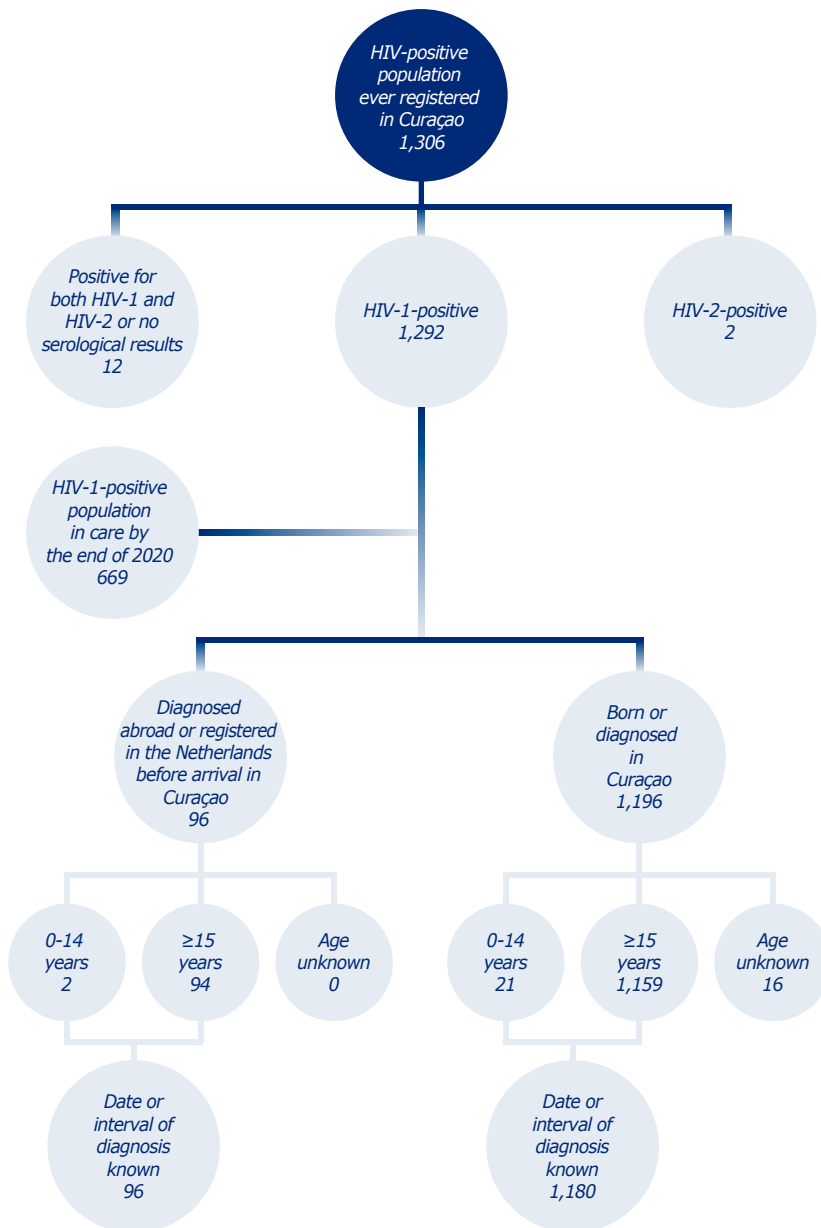 HIV-positive
population
ever registered
in Curaçao
1,306
Positive for
both HIV-1 and
HIV-2 or no
serological results
12
HIV-1-positive
1,292
HIV-2-positive
2
HIV-1-positive
population
in care by
the end of 2020
669
Diagnosed
abroad or registered
in the Netherlands
before arrival in
Curaçao
96
Born or
diagnosed
in
Curaçao
1,196
0-14
years
2
≥15
years
94
Age
unknown
0
0-14
years
21
≥15
years
1,159
Age
unknown
16
Date or
interval of
diagnosis
known
96
Date or
interval of
diagnosis
known
1,180